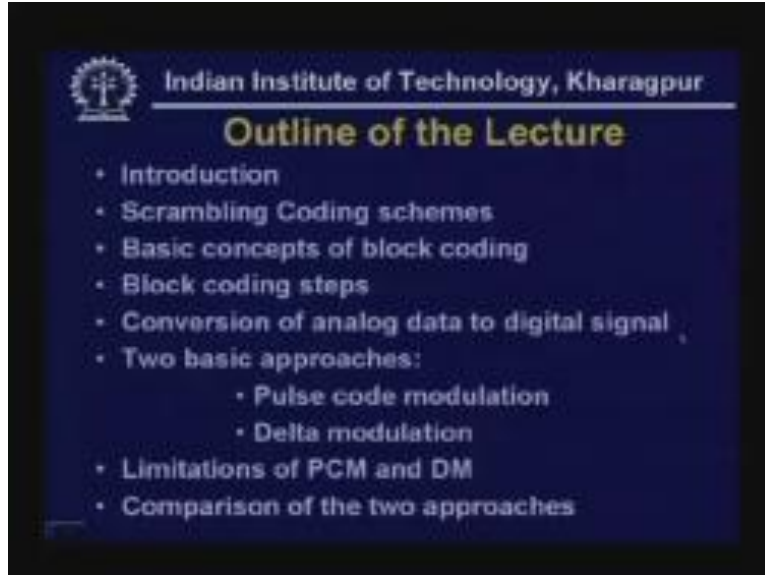 Indian Institute of Technology, Kharagpur
Outline of the Lecture
• Introduction
• Scrambling Coding schemes
• Basic concepts of block coding
• Block coding steps
• Conversion of analog data to digital signal
• Two basic approaches:
• Pulse code modulation
• Delta modulation
• Limitations of PCM and DM
• Comparison of the two approaches